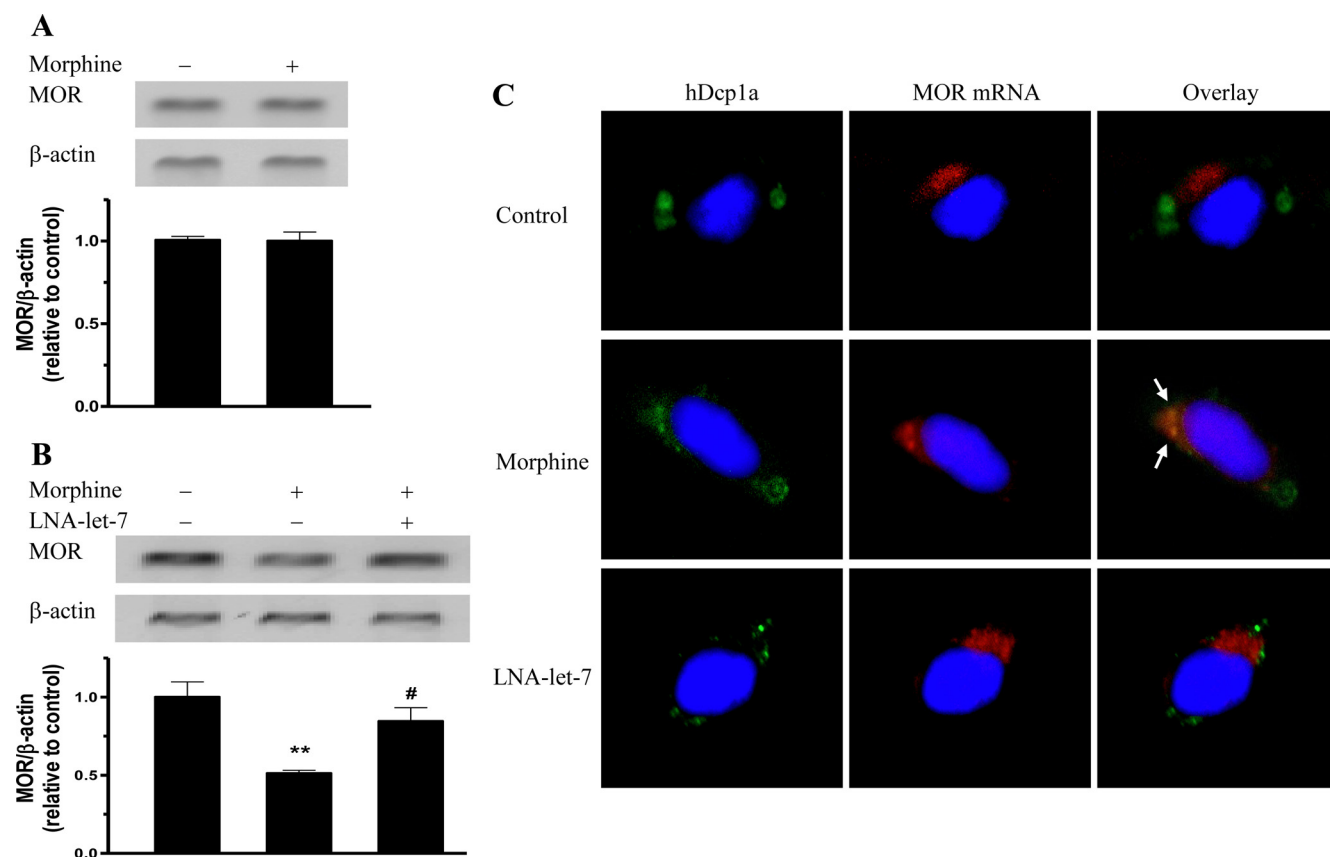 A
Morphine – +
MOR
β-actin
MOR/β-actin
(relative to control)
1.0
0.5
0.0
B
Morphine – + +
LNA-let-7 – – +
MOR
β-actin
MOR/β-actin
(relative to control)
1.0
0.5
0.0
**
#
C
hDcp1a MOR mRNA Overlay
Control
Morphine
LNA-let-7